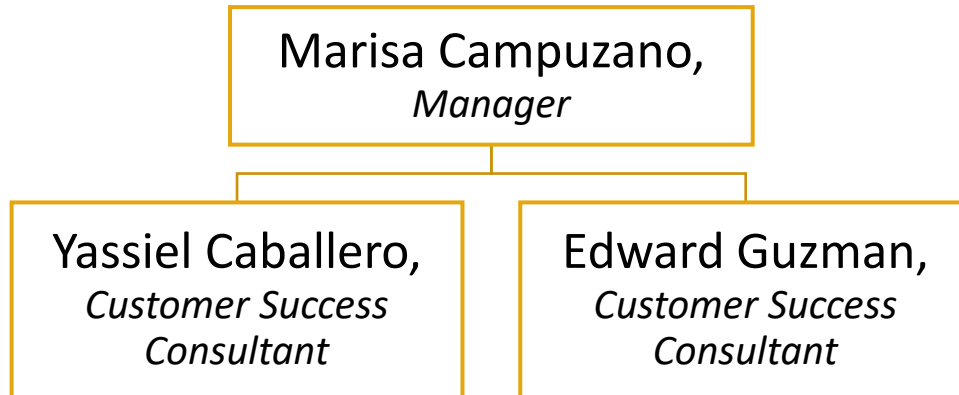 Marisa Campuzano,
Manager
Yassiel Caballero,
Customer Success
Consultant
Edward Guzman,
Customer Success
Consultant